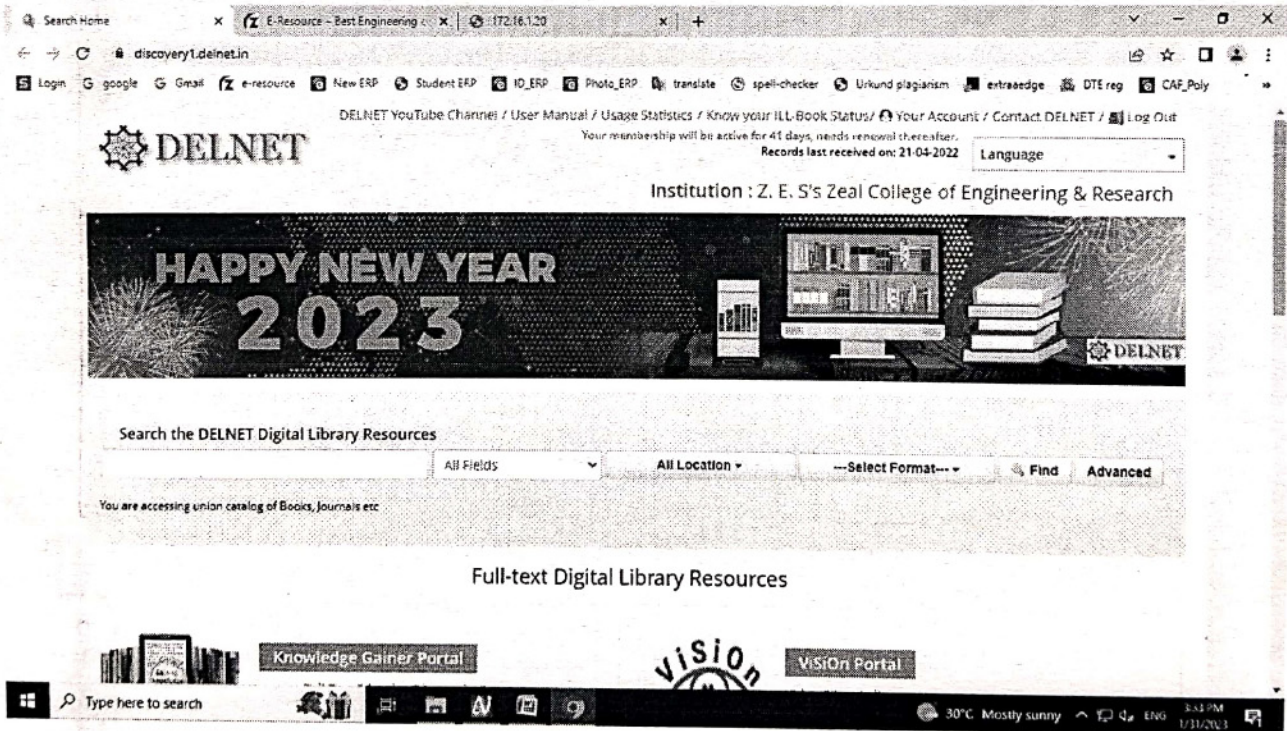 Search Home
E-Resource – Best Engineering
172.16.1.20
discovery1.delnet.in
Login google Gmail e-resource New ERP Student ERP ID_ERP Photo_ERP translate spell-checker Urkund plagiarism extraaedge DTE reg CAF_Poly
DELNET YouTube Channel / User Manual / Usage Statistics / Know your ILL-Book Status/ Your Account / Contact DELNET / Log Out
Your membership will be active for 41 days, needs renewal thereafter.
DELNET
Records last received on: 21-04-2022
Language
Institution : Z. E. S's Zeal College of Engineering & Research
HAPPY NEW YEAR
2023
DELNET
Search the DELNET Digital Library Resources
All Fields All Location ---Select Format--- Find Advanced
You are accessing union catalog of Books, Journals etc
Full-text Digital Library Resources
Knowledge Gainer Portal
ViSiOn
ViSiOn Portal
Type here to search
30°C Mostly sunny ENG
3:53 PM
1/31/2023